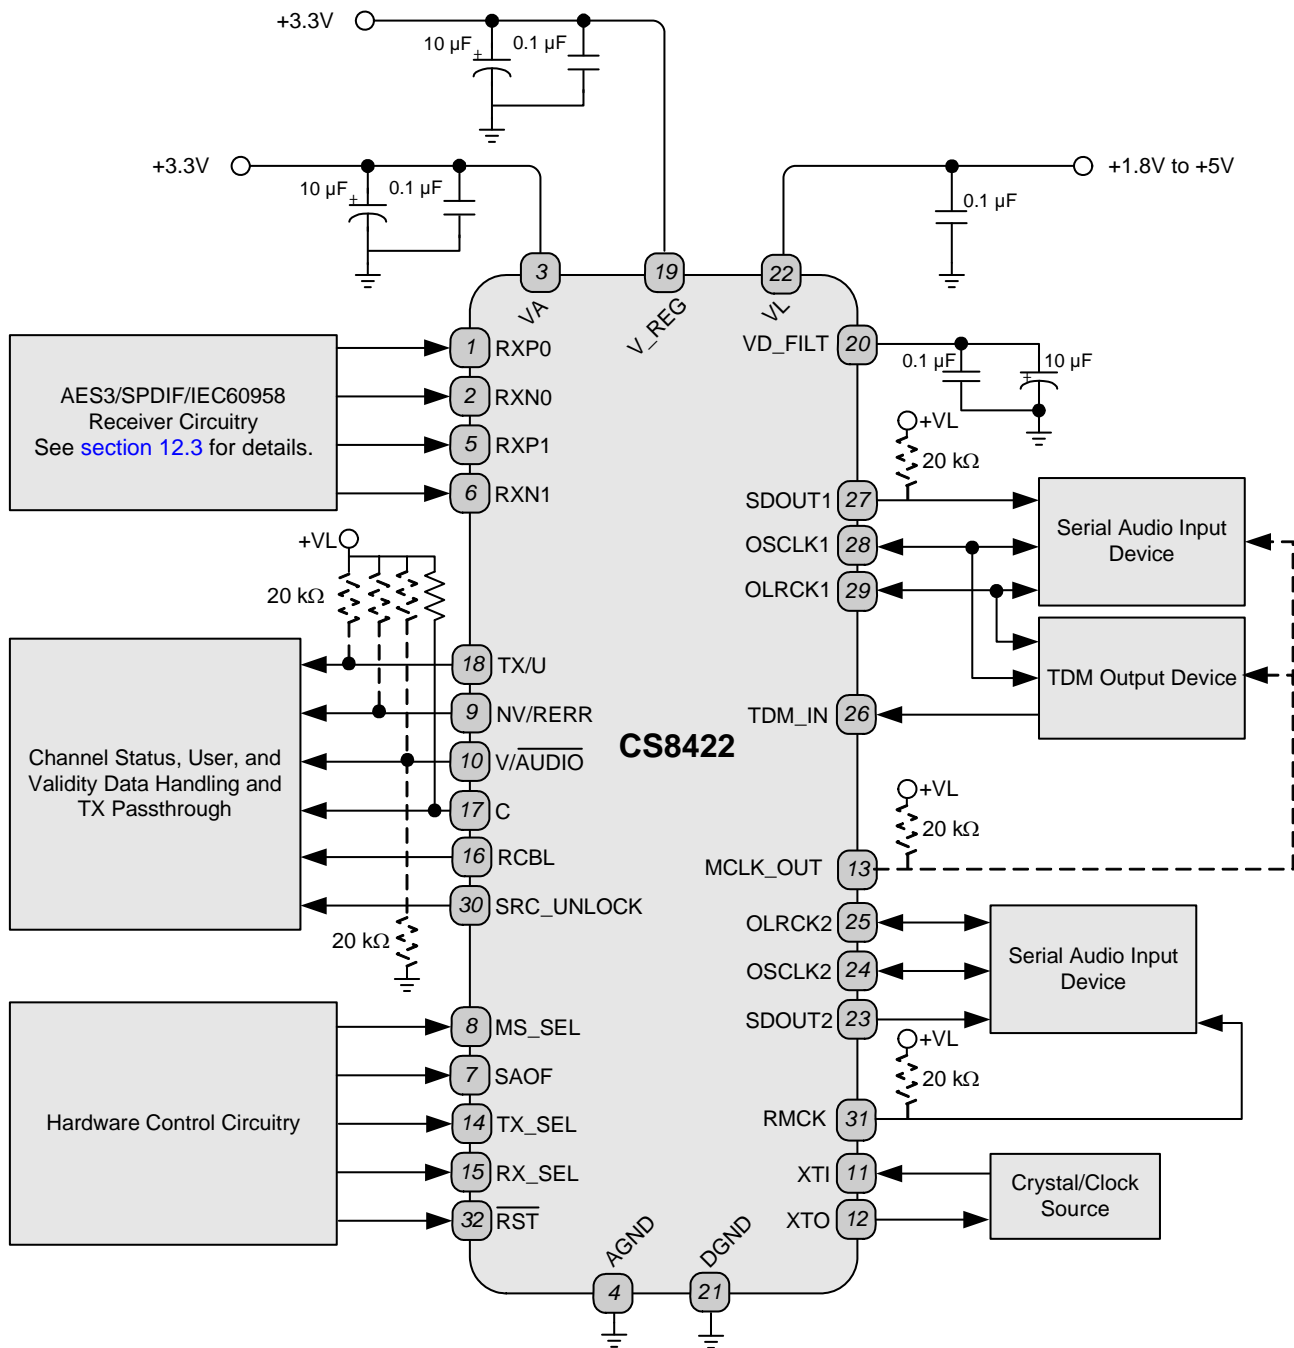 +3.3V
10 µF
+
0.1 µF
+3.3V
10 µF
+
0.1 µF
+1.8V to +5V
0.1 µF
3
19
22
VA
V_REG
VL
AES3/SPDIF/IEC60958
Receiver Circuitry
See section 12.3 for details.
1 RXP0
2 RXN0
5 RXP1
6 RXN1
VD_FILT 20
0.1 µF
10 µF
+
+VL
20 kΩ
SDOUT1 27
OSCLK1 28
OLRCK1 29
Serial Audio Input
Device
TDM Output Device
TDM_IN 26
+VL
20 kΩ
Channel Status, User, and
Validity Data Handling and
TX Passthrough
18 TX/U
9 NV/RERR
10 V/AUDIO
17 C
16 RCBL
30 SRC_UNLOCK
20 kΩ
CS8422
+VL
20 kΩ
MCLK_OUT 13
OLRCK2 25
OSCLK2 24
SDOUT2 23
Serial Audio Input
Device
+VL
20 kΩ
RMCK 31
XTI 11
XTO 12
Crystal/Clock
Source
Hardware Control Circuitry
8 MS_SEL
7 SAOF
14 TX_SEL
15 RX_SEL
32 RST
AGND
DGND
4
21